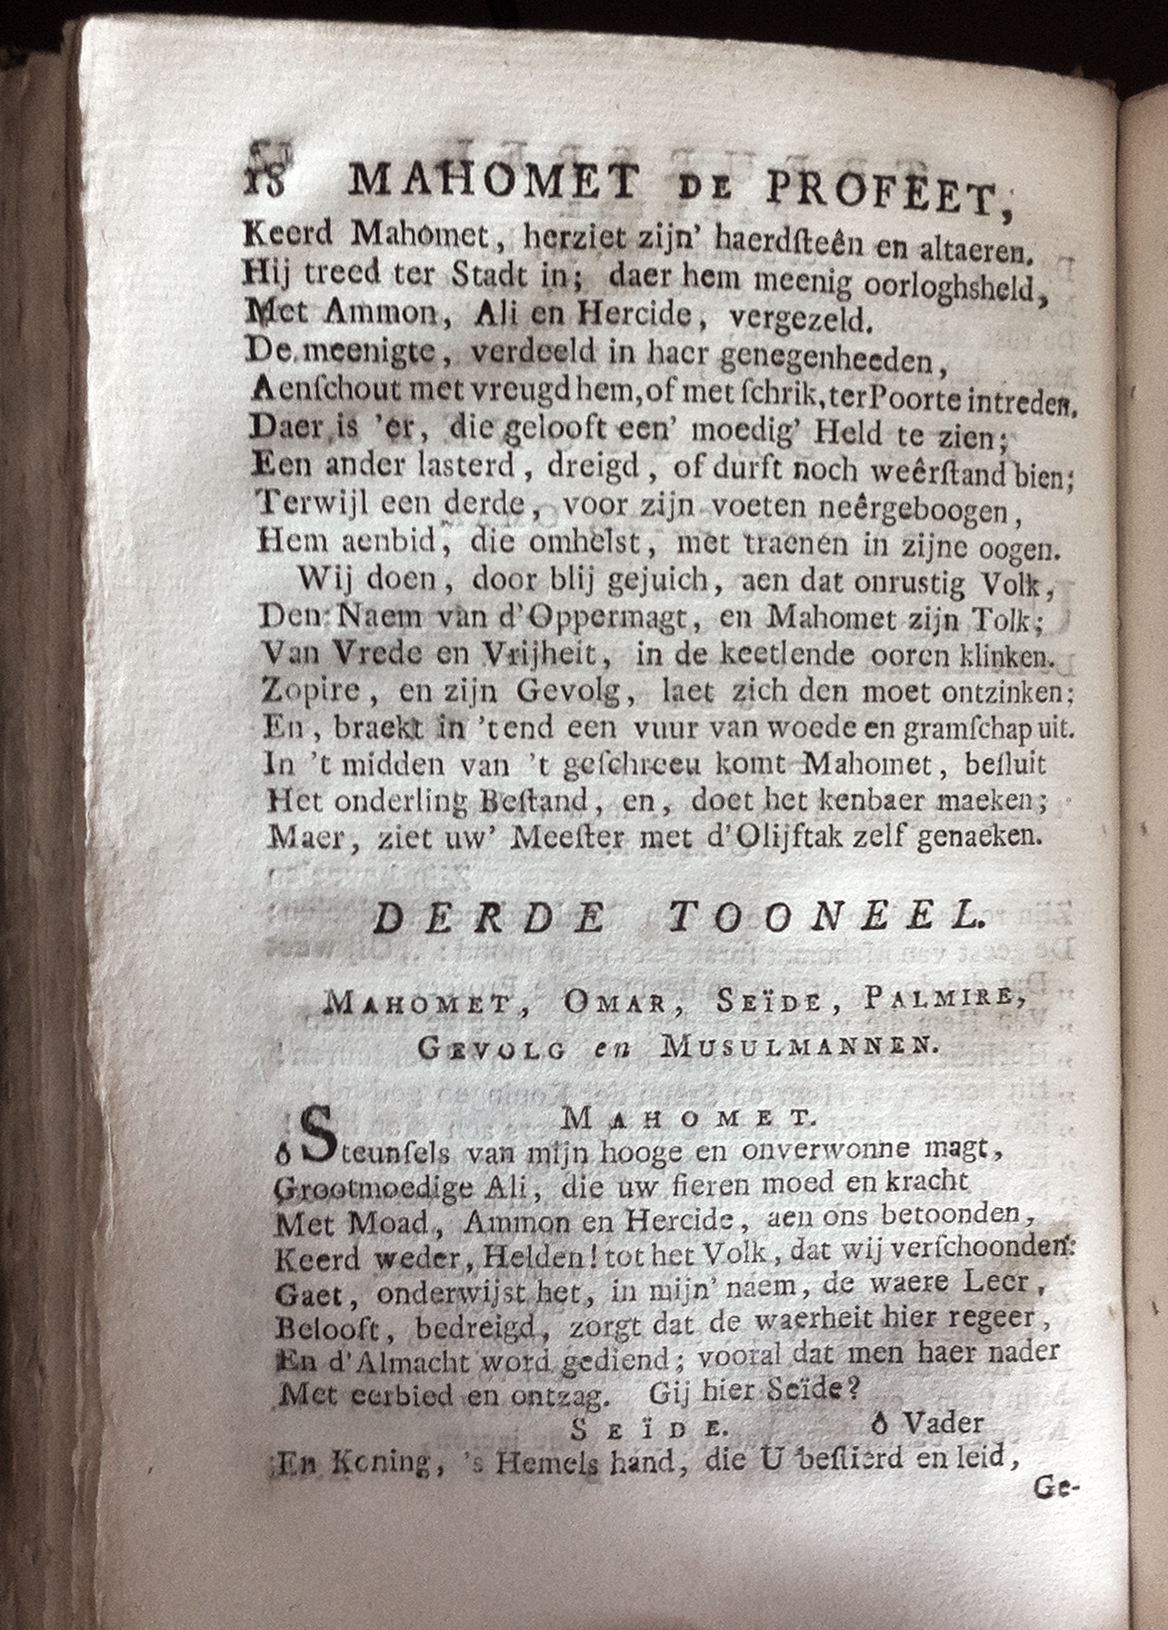 18 MAHOMET DE PROFEET,
Keerd Mahomet, herziet zijn' haerdſteên en altaeren.
Hij treed ter Stadt in; daer hem meenig oorloghsheld,
Met Ammon, Ali en Hercide, vergezeld.
De meenigte, verdeeld in haer genegenheeden,
Aenſchout met vreugd hem, of met ſchrik, ter Poorte intreden.
Daer is 'er, die gelooft een' moedig' Held te zien;
Een ander lasterd, dreigd, of durft noch weêrſtand bien;
Terwijl een derde, voor zijn voeten neêrgeboogen,
Hem aenbid, die omhelst, met traenen in zijne oogen.
Wij doen, door blij gejuich, aen dat onrustig Volk,
Den Naem van d'Oppermagt, en Mahomet zijn Tolk;
Van Vrede en Vrijheit, in de keetlende ooren klinken.
Zopire, en zijn Gevolg, laet zich den moet ontzinken;
En, braekt in 'tend een vuur van woede en gramſchap uit.
In 't midden van 't geſchreeu komt Mahomet, beſluit
Het onderling Beſtand, en, doet het kenbaer maeken;
Maer, ziet uw' Meeſter met d'Olijftak zelf genaeken.
DERDE TOONEEL.
MAHOMET, OMAR, SEÏDE, PALMIRE,
GEVOLG en MUSULMANNEN.
MAHOMET.
ô Steunſels van mijn hooge en onverwonne magt,
Grootmoedige Ali, die uw fieren moed en kracht
Met Moad, Ammon en Hercide, aen ons betoonden,
Keerd weder, Helden! tot het Volk, dat wij verſchoonden:
Gaet, onderwijst het, in mijn' naem, de waere Leer,
Belooft, bedreigd, zorgt dat de waerheit hier regeer,
En d'Almacht word gediend; vooral dat men haer nader
Met eerbied en ontzag. Gij hier Seïde?
SEÏDE. ô Vader
En Koning, 's Hemels hand, die U beſtierd en leid,
Ge-